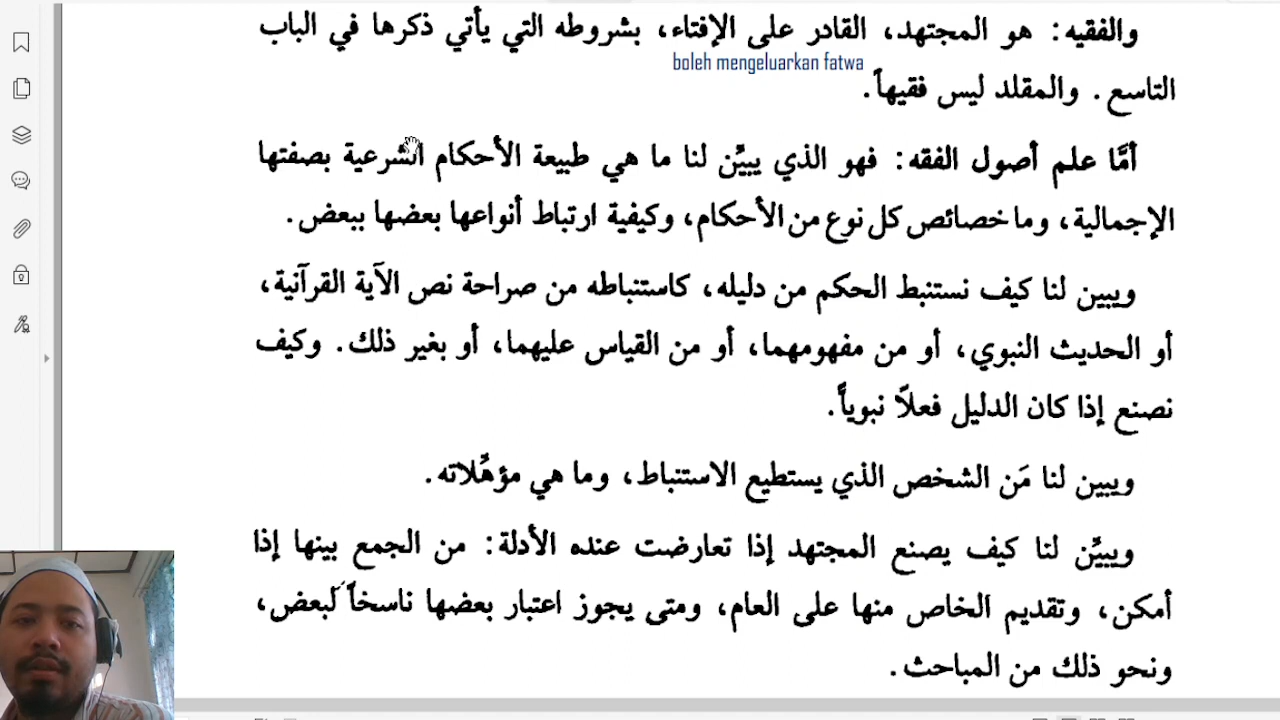 والفقيه: هو المجتهد، القادر على الإفتاء، بشروطه التي يأتي ذكرها في الباب
boleh mengeluarkan fatwa
التاسع. والمقلد ليس فقيهاً.
أمَّا علم أصول الفقه: فهو الذي يبيِّن لنا ما هي طبيعة الأحكام الشرعية بصفتها
الإجمالية، وما خصائص كل نوع من الأحكام، وكيفية ارتباط أنواعها بعضها ببعض.
ويبين لنا كيف نستنبط الحكم من دليله، كاستنباطه من صراحة نص الآية القرآنية،
أو الحديث النبوي، أو من مفهومهما، أو من القياس عليهما، أو بغير ذلك. وكيف
نصنع إذا كان الدليل فعلاً نبوياً.
ويبين لنا مَن الشخص الذي يستطيع الاستنباط، وما هي مؤهِّلاته.
ويبيِّن لنا كيف يصنع المجتهد إذا تعارضت عنده الأدلة: من الجمع بينها إذا
أمكن، وتقديم الخاص منها على العام، ومتى يجوز اعتبار بعضها ناسخاً لبعض،
ونحو ذلك من المباحث.